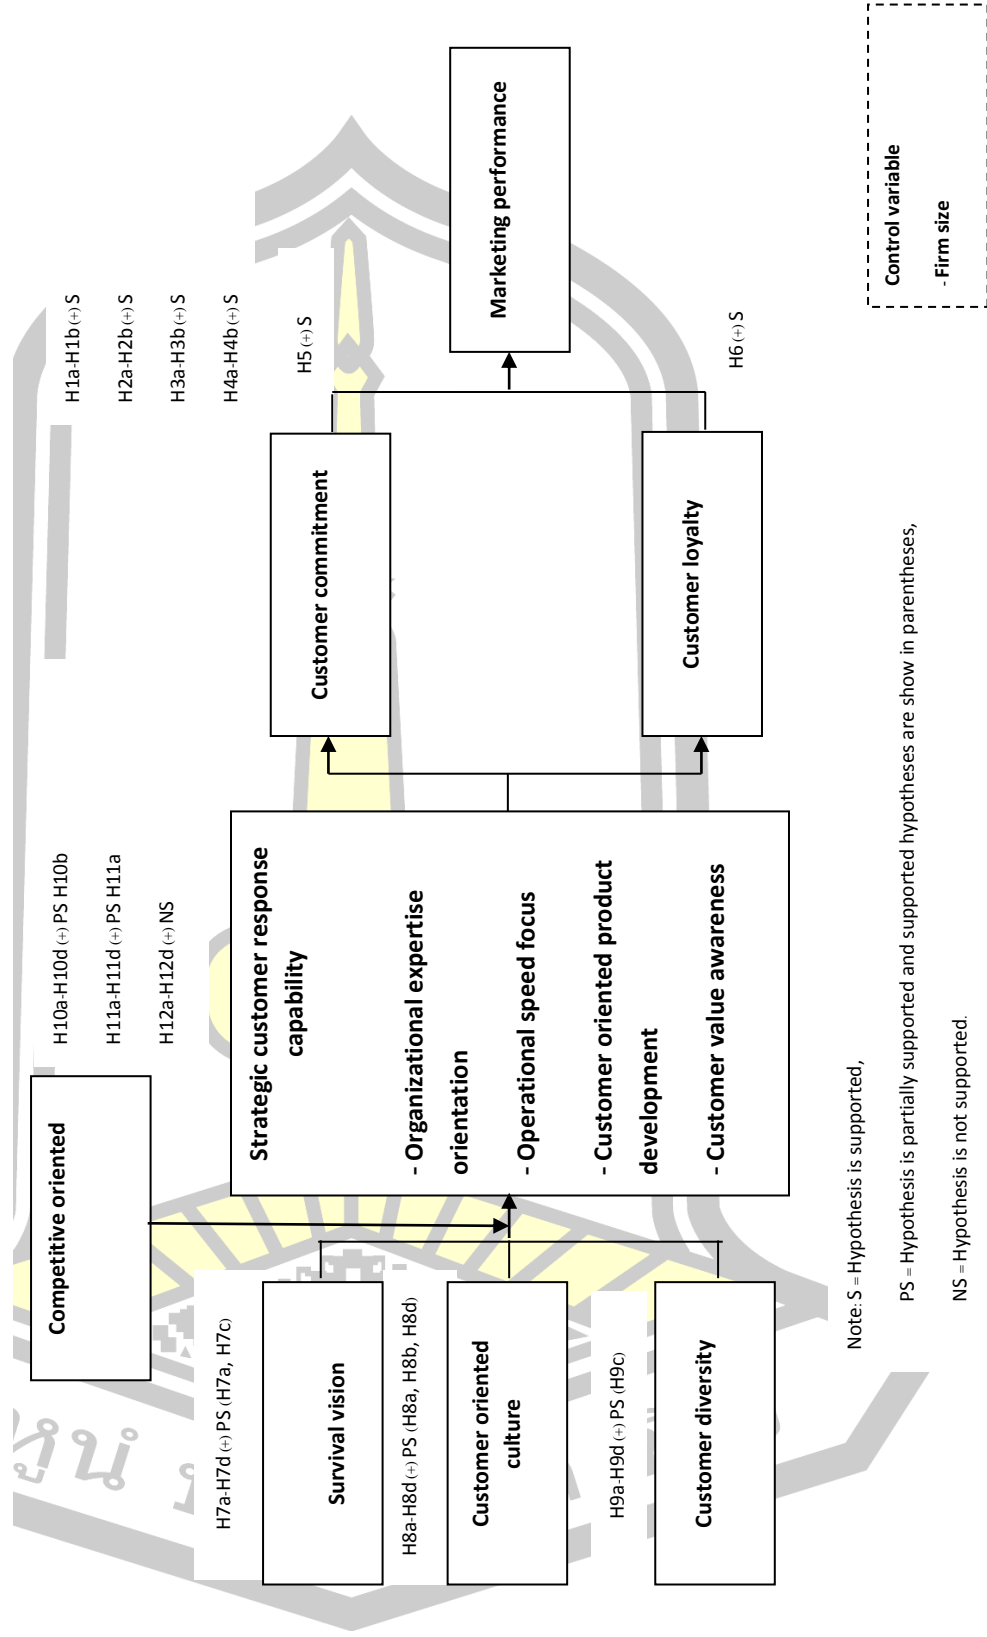 Competitive oriented
H10a-H10d (+) PS H10b
H11a-H11d (+) PS H11a
H12a-H12d (+) NS
H1a-H1b (+) S
H2a-H2b (+) S
H3a-H3b (+) S
H4a-H4b (+) S
H7a-H7d (+) PS (H7a, H7c)
Survival vision
H8a-H8d (+) PS (H8a, H8b, H8d)
Customer oriented
culture
H9a-H9d (+) PS (H9c)
Customer diversity
Strategic customer response
capability
- Organizational expertise
orientation
- Operational speed focus
- Customer oriented product
development
- Customer value awareness
Customer commitment
Customer loyalty
H5 (+) S
Marketing performance
H6 (+) S
Note: S = Hypothesis is supported,
PS = Hypothesis is partially supported and supported hypotheses are show in parentheses,
NS = Hypothesis is not supported.
Control variable
- Firm size